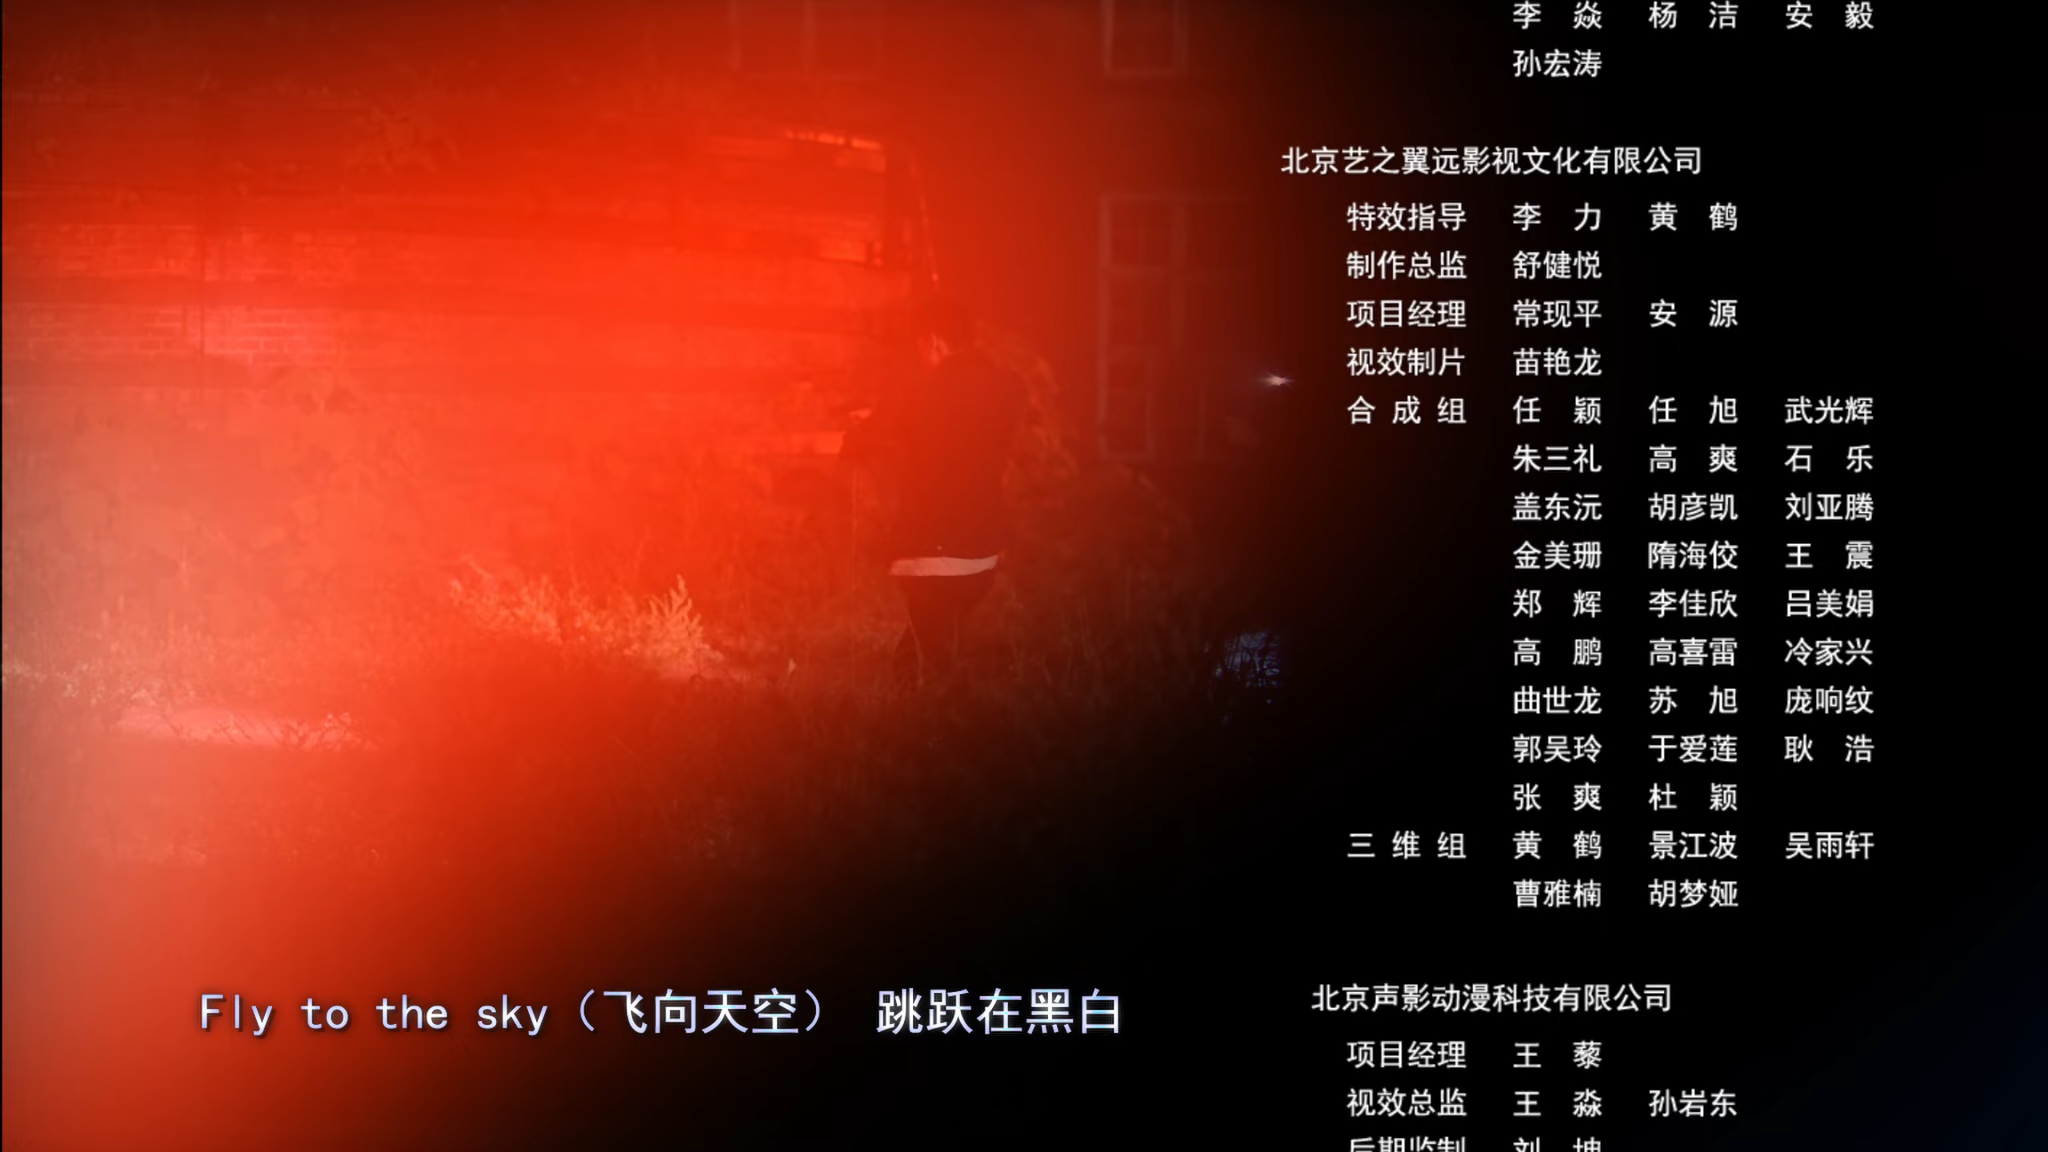 李　焱　杨　洁　安　毅
孙宏涛
北京艺之翼远影视文化有限公司
特效指导　李　力　黄　鹤
制作总监　舒健悦
项目经理　常现平　安　源
视效制片　苗艳龙
合 成 组　任　颖　任　旭　武光辉
朱三礼　高　爽　石　乐
盖东沅　胡彦凯　刘亚腾
金美珊　隋海佼　王　震
郑　辉　李佳欣　吕美娟
高　鹏　高喜雷　冷家兴
曲世龙　苏　旭　庞响纹
郭吴玲　于爱莲　耿　浩
张　爽　杜　颖
三 维 组　黄　鹤　景江波　吴雨轩
曹雅楠　胡梦娅
Fly to the sky（飞向天空） 跳跃在黑白
北京声影动漫科技有限公司
项目经理　王　藜
视效总监　王　淼　孙岩东
后期监制　刘　坤